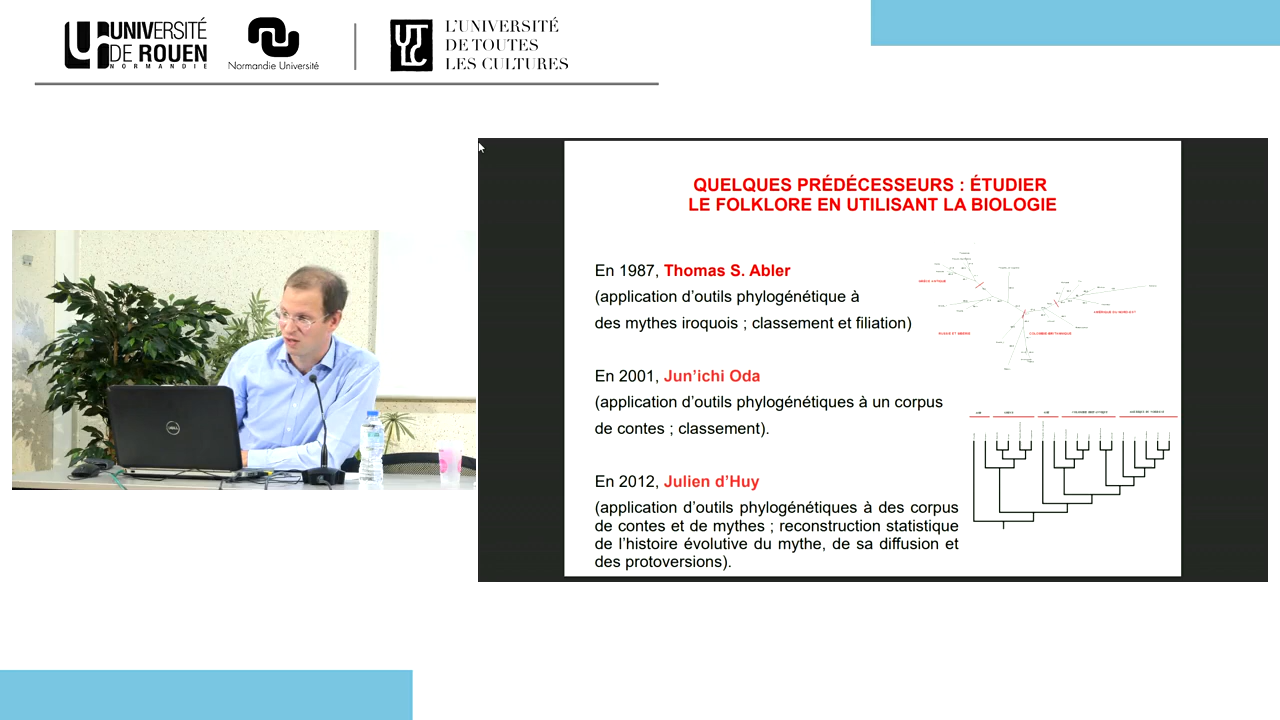 UNIVERSITÉ
DE ROUEN
NORMANDIE
Normandie Université
UTLC
L'UNIVERSITÉ
DE TOUTES
LES CULTURES
QUELQUES PRÉDÉCESSEURS : ÉTUDIER
LE FOLKLORE EN UTILISANT LA BIOLOGIE
En 1987, Thomas S. Abler
(application d'outils phylogénétique à
des mythes iroquois ; classement et filiation)
En 2001, Jun'ichi Oda
(application d'outils phylogénétiques à un corpus
de contes ; classement).
En 2012, Julien d'Huy
(application d'outils phylogénétiques à des corpus
de contes et de mythes ; reconstruction statistique
de l'histoire évolutive du mythe, de sa diffusion et
des protoversions).
DELL